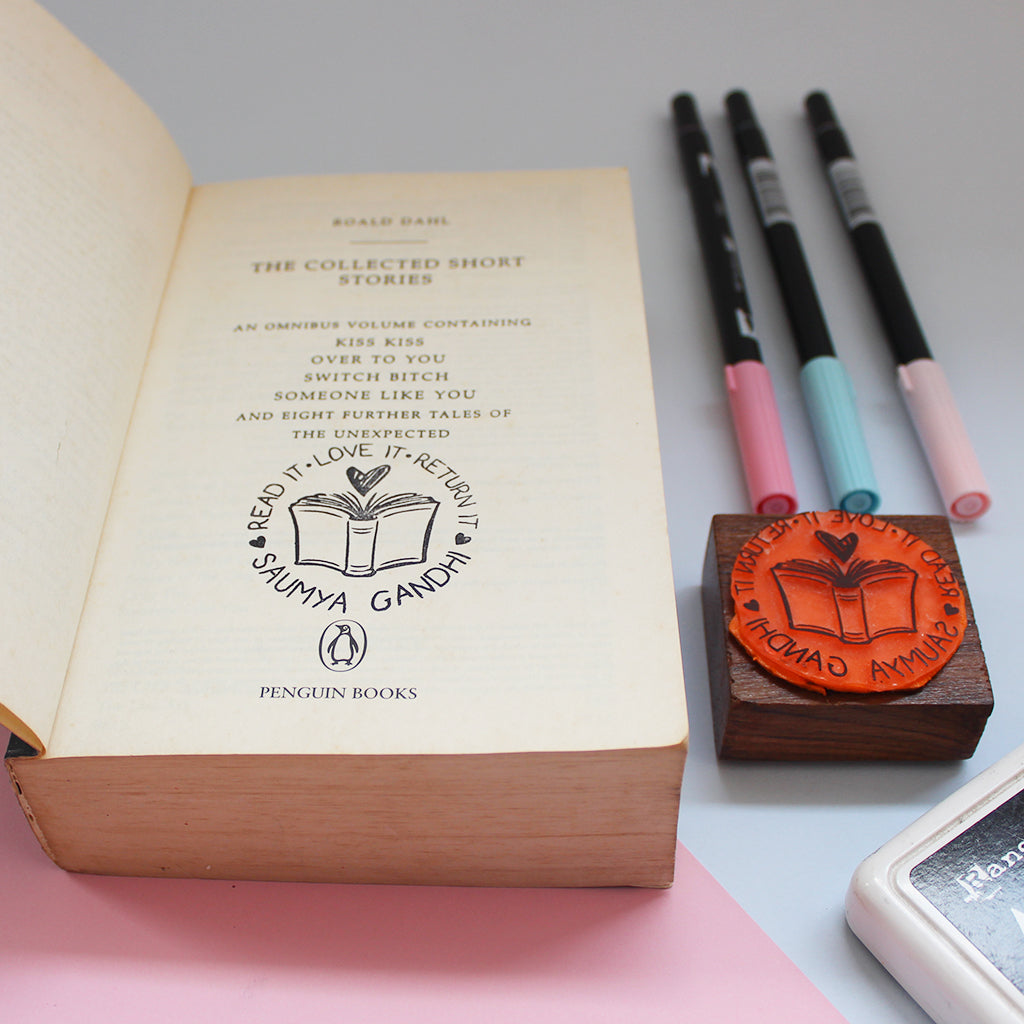 ROALD DAHL
THE COLLECTED SHORT
STORIES
AN OMNIBUS VOLUME CONTAINING
KISS KISS
OVER TO YOU
SWITCH BITCH
SOMEONE LIKE YOU
AND EIGHT FURTHER TALES OF
THE UNEXPECTED
READ IT • LOVE IT • RETURN IT
SAUMYA GANDHI
PENGUIN BOOKS
READ IT • LOVE IT • RETURN IT
SAUMYA GANDHI